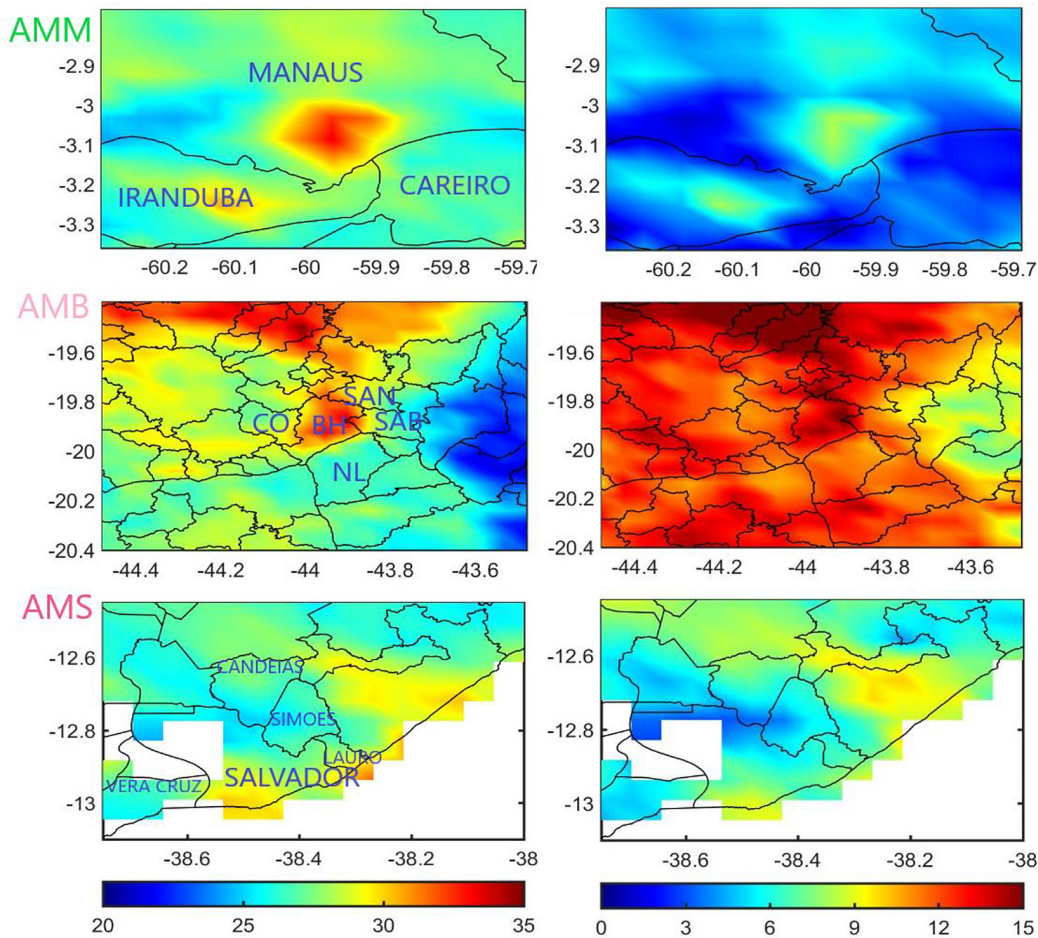 AMM
MANAUS
IRANDUBA
CAREIRO
-2.9
-3
-3.1
-3.2
-3.3
-60.2 -60.1 -60 -59.9 -59.8 -59.7
-2.9
-3
-3.1
-3.2
-3.3
-60.2 -60.1 -60 -59.9 -59.8 -59.7
AMB
SAN
CO BH SAB
NL
-19.6
-19.8
-20
-20.2
-20.4
-44.4 -44.2 -44 -43.8 -43.6
-19.6
-19.8
-20
-20.2
-20.4
-44.4 -44.2 -44 -43.8 -43.6
AMS
CANDEIAS
SIMOES
LAURO
SALVADOR
VERA CRUZ
-12.6
-12.8
-13
-38.6 -38.4 -38.2 -38
-12.6
-12.8
-13
-38.6 -38.4 -38.2 -38
20 25 30 35
0 3 6 9 12 15